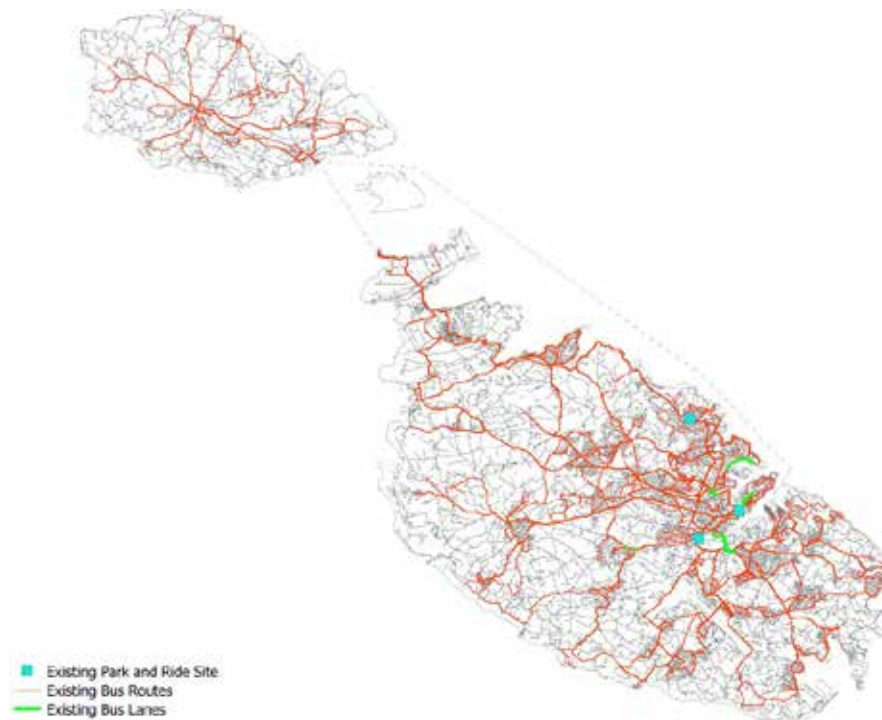 Existing Park and Ride Site
Existing Bus Routes
Existing Bus Lanes